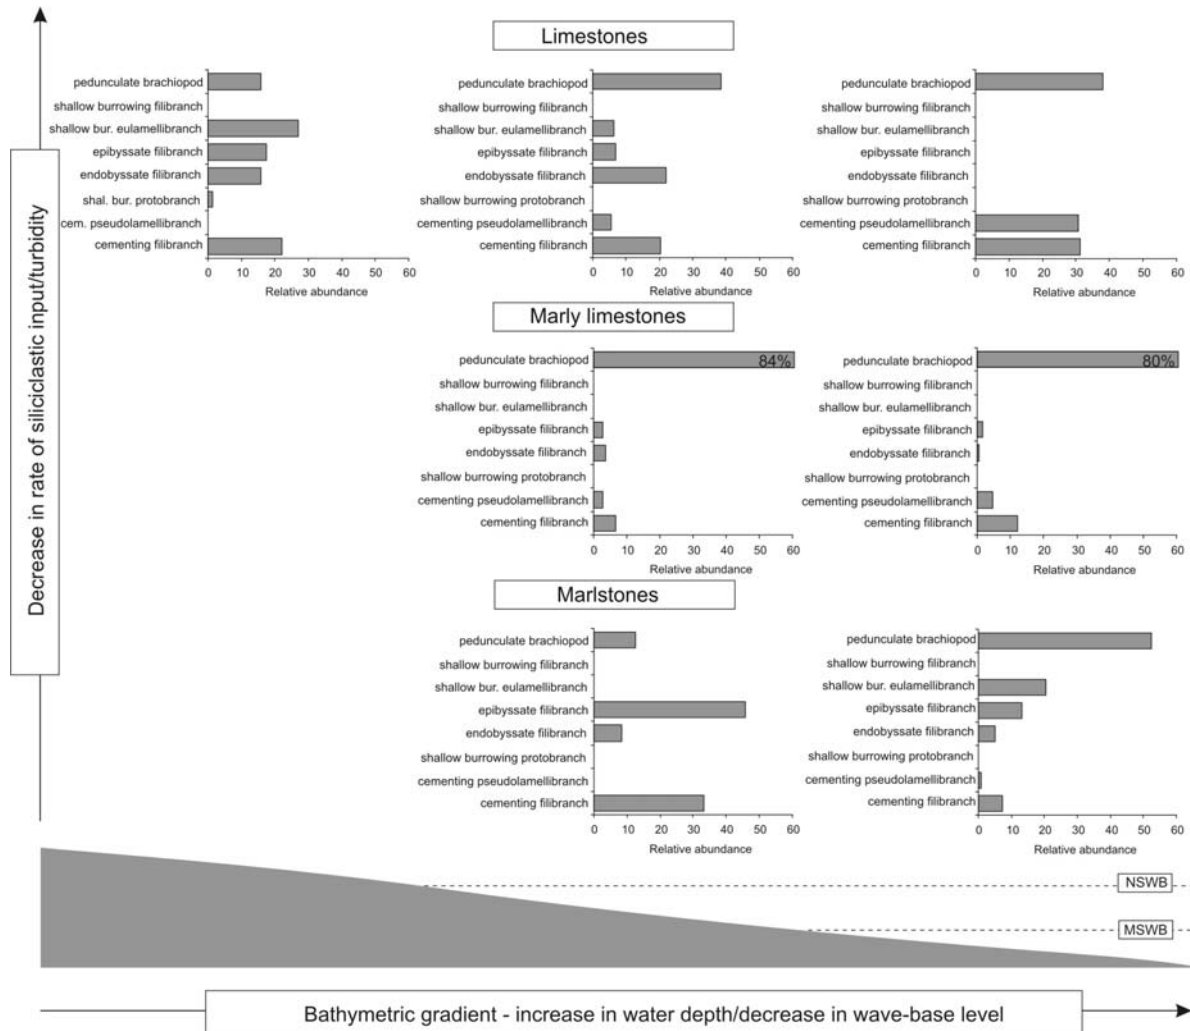 Limestones
pedunculate brachiopod
shallow burrowing filibranch
shallow bur. eulamellibranch
epibyssate filibranch
endobyssate filibranch
shal. bur. protobranch
cem. pseudolamellibranch
cementing filibranch
0 10 20 30 40 50 60
Relative abundance
pedunculate brachiopod
shallow burrowing filibranch
shallow bur. eulamellibranch
epibyssate filibranch
endobyssate filibranch
shallow burrowing protobranch
cementing pseudolamellibranch
cementing filibranch
0 10 20 30 40 50 60
Relative abundance
pedunculate brachiopod
shallow burrowing filibranch
shallow bur. eulamellibranch
epibyssate filibranch
endobyssate filibranch
shallow burrowing protobranch
cementing pseudolamellibranch
cementing filibranch
0 10 20 30 40 50 60
Relative abundance
Marly limestones
pedunculate brachiopod 84%
shallow burrowing filibranch
shallow bur. eulamellibranch
epibyssate filibranch
endobyssate filibranch
shallow burrowing protobranch
cementing pseudolamellibranch
cementing filibranch
0 10 20 30 40 50 60
Relative abundance
pedunculate brachiopod 80%
shallow burrowing filibranch
shallow bur. eulamellibranch
epibyssate filibranch
endobyssate filibranch
shallow burrowing protobranch
cementing pseudolamellibranch
cementing filibranch
0 10 20 30 40 50 60
Relative abundance
Marlstones
pedunculate brachiopod
shallow burrowing filibranch
shallow bur. eulamellibranch
epibyssate filibranch
endobyssate filibranch
shallow burrowing protobranch
cementing pseudolamellibranch
cementing filibranch
0 10 20 30 40 50 60
Relative abundance
pedunculate brachiopod
shallow burrowing filibranch
shallow bur. eulamellibranch
epibyssate filibranch
endobyssate filibranch
shallow burrowing protobranch
cementing pseudolamellibranch
cementing filibranch
0 10 20 30 40 50 60
Relative abundance
Decrease in rate of siliciclastic input/turbidity
NSWB
MSWB
Bathymetric gradient - increase in water depth/decrease in wave-base level